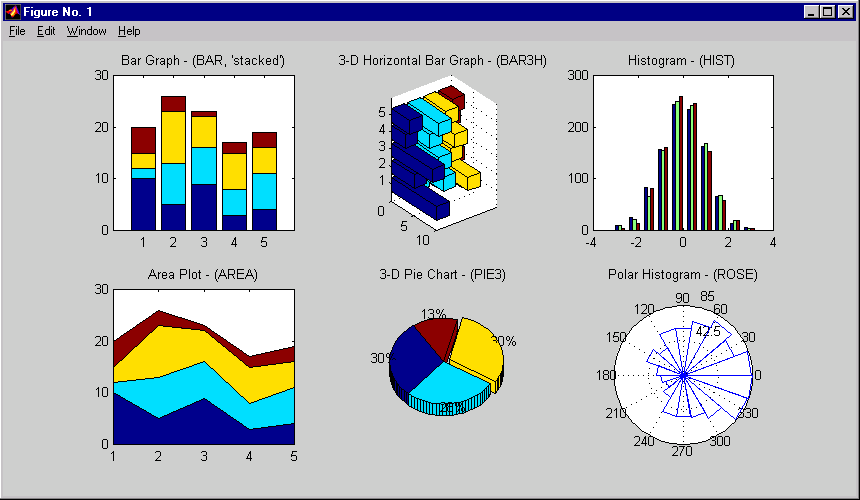 Figure No. 1
File Edit Window Help
Bar Graph - (BAR, 'stacked')
30
20
10
0
1 2 3 4 5
3-D Horizontal Bar Graph - (BAR3H)
5
4
3
2
1
0
5
10
Histogram - (HIST)
300
200
100
0
-4 -2 0 2 4
Area Plot - (AREA)
30
20
10
0
1 2 3 4 5
3-D Pie Chart - (PIE3)
13%
30%
30%
Polar Histogram - (ROSE)
90 85
120 60
42.5
150 30
180 0
210 330
240 300
270